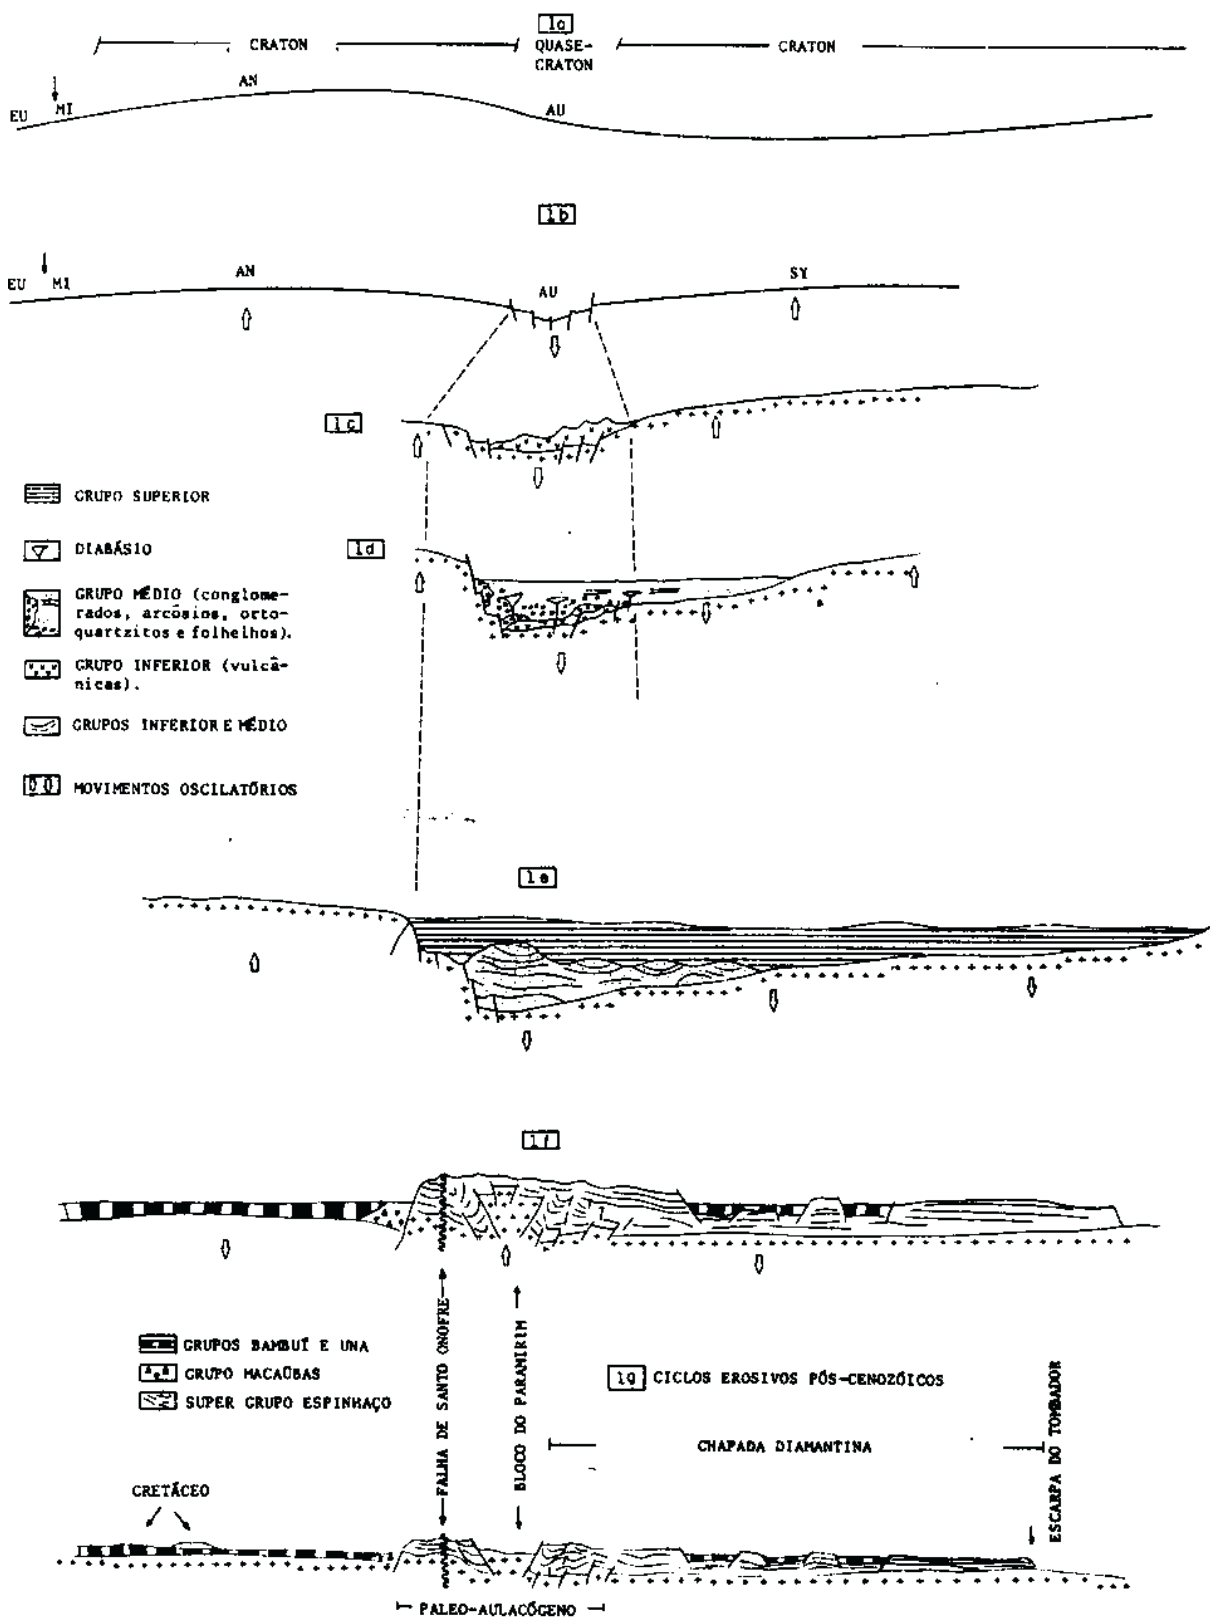 1a
CRATON
QUASE-
CRATON
CRATON
AN
EU
MI
AU
1b
AN
SY
EU
MI
AU
1c
GRUPO SUPERIOR
1d
DIABÁSIO
GRUPO MÉDIO (conglome-
rados, arcósios, orto-
quartzitos e folhelhos).
GRUPO INFERIOR (vulcâ-
nicas).
GRUPOS INFERIOR E MÉDIO
MOVIMENTOS OSCILATÓRIOS
1e
1f
FALHA DE SANTO ONOFRE
BLOCO DO PARAMIRIM
GRUPOS BAMBUÍ E UNA
GRUPO MACAÚBAS
SUPER GRUPO ESPINHAÇO
1g CICLOS EROSIVOS PÓS-CENOZÓICOS
CHAPADA DIAMANTINA
ESCARPA DO TOMBADOR
CRETÁCEO
PALEO-AULACÓGENO